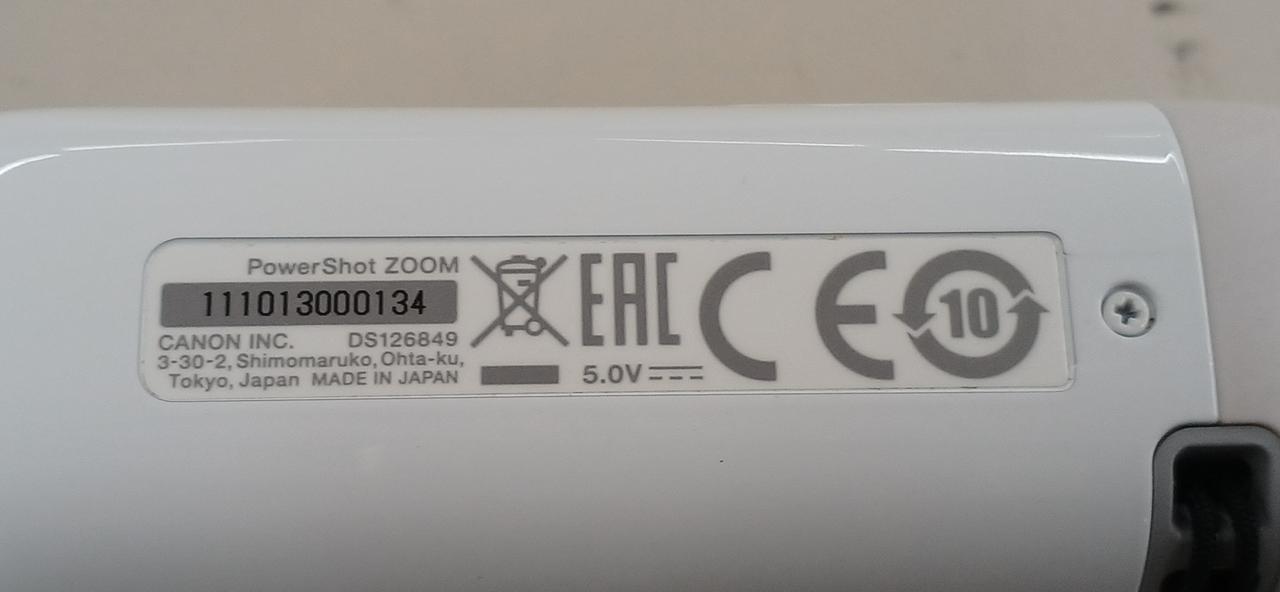 PowerShot ZOOM
111013000134
CANON INC. DS126849
3-30-2, Shimomaruko, Ohta-ku,
Tokyo, Japan MADE IN JAPAN
EAC
5.0V
CE
10